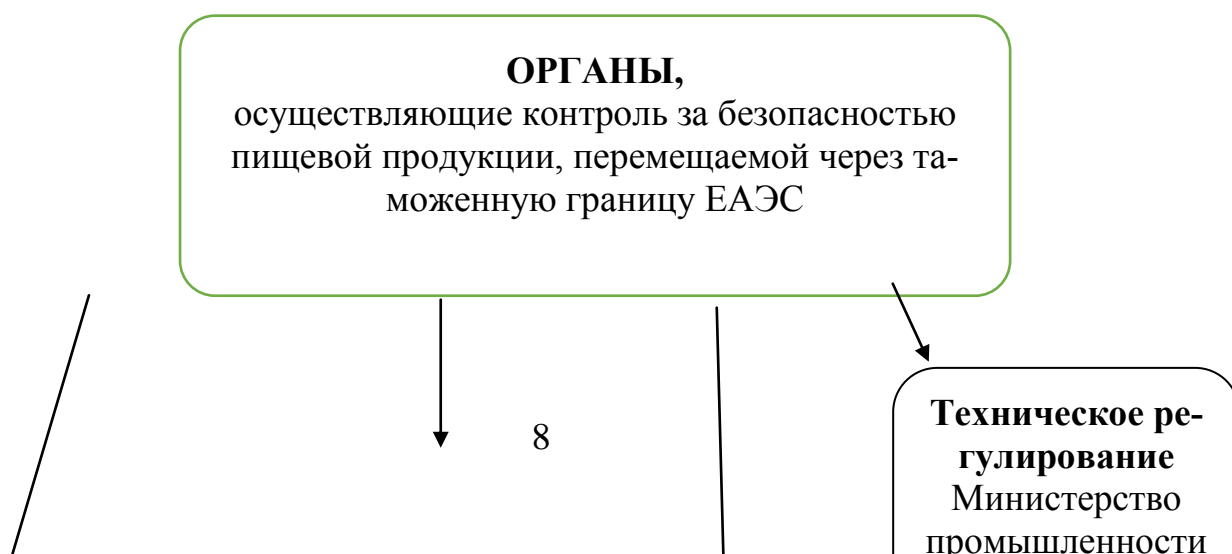 ОРГАНЫ,
осуществляющие контроль за безопасностью
пищевой продукции, перемещаемой через та-
моженную границу ЕАЭС
8
Техническое ре-
гулирование
Министерство
промышленности